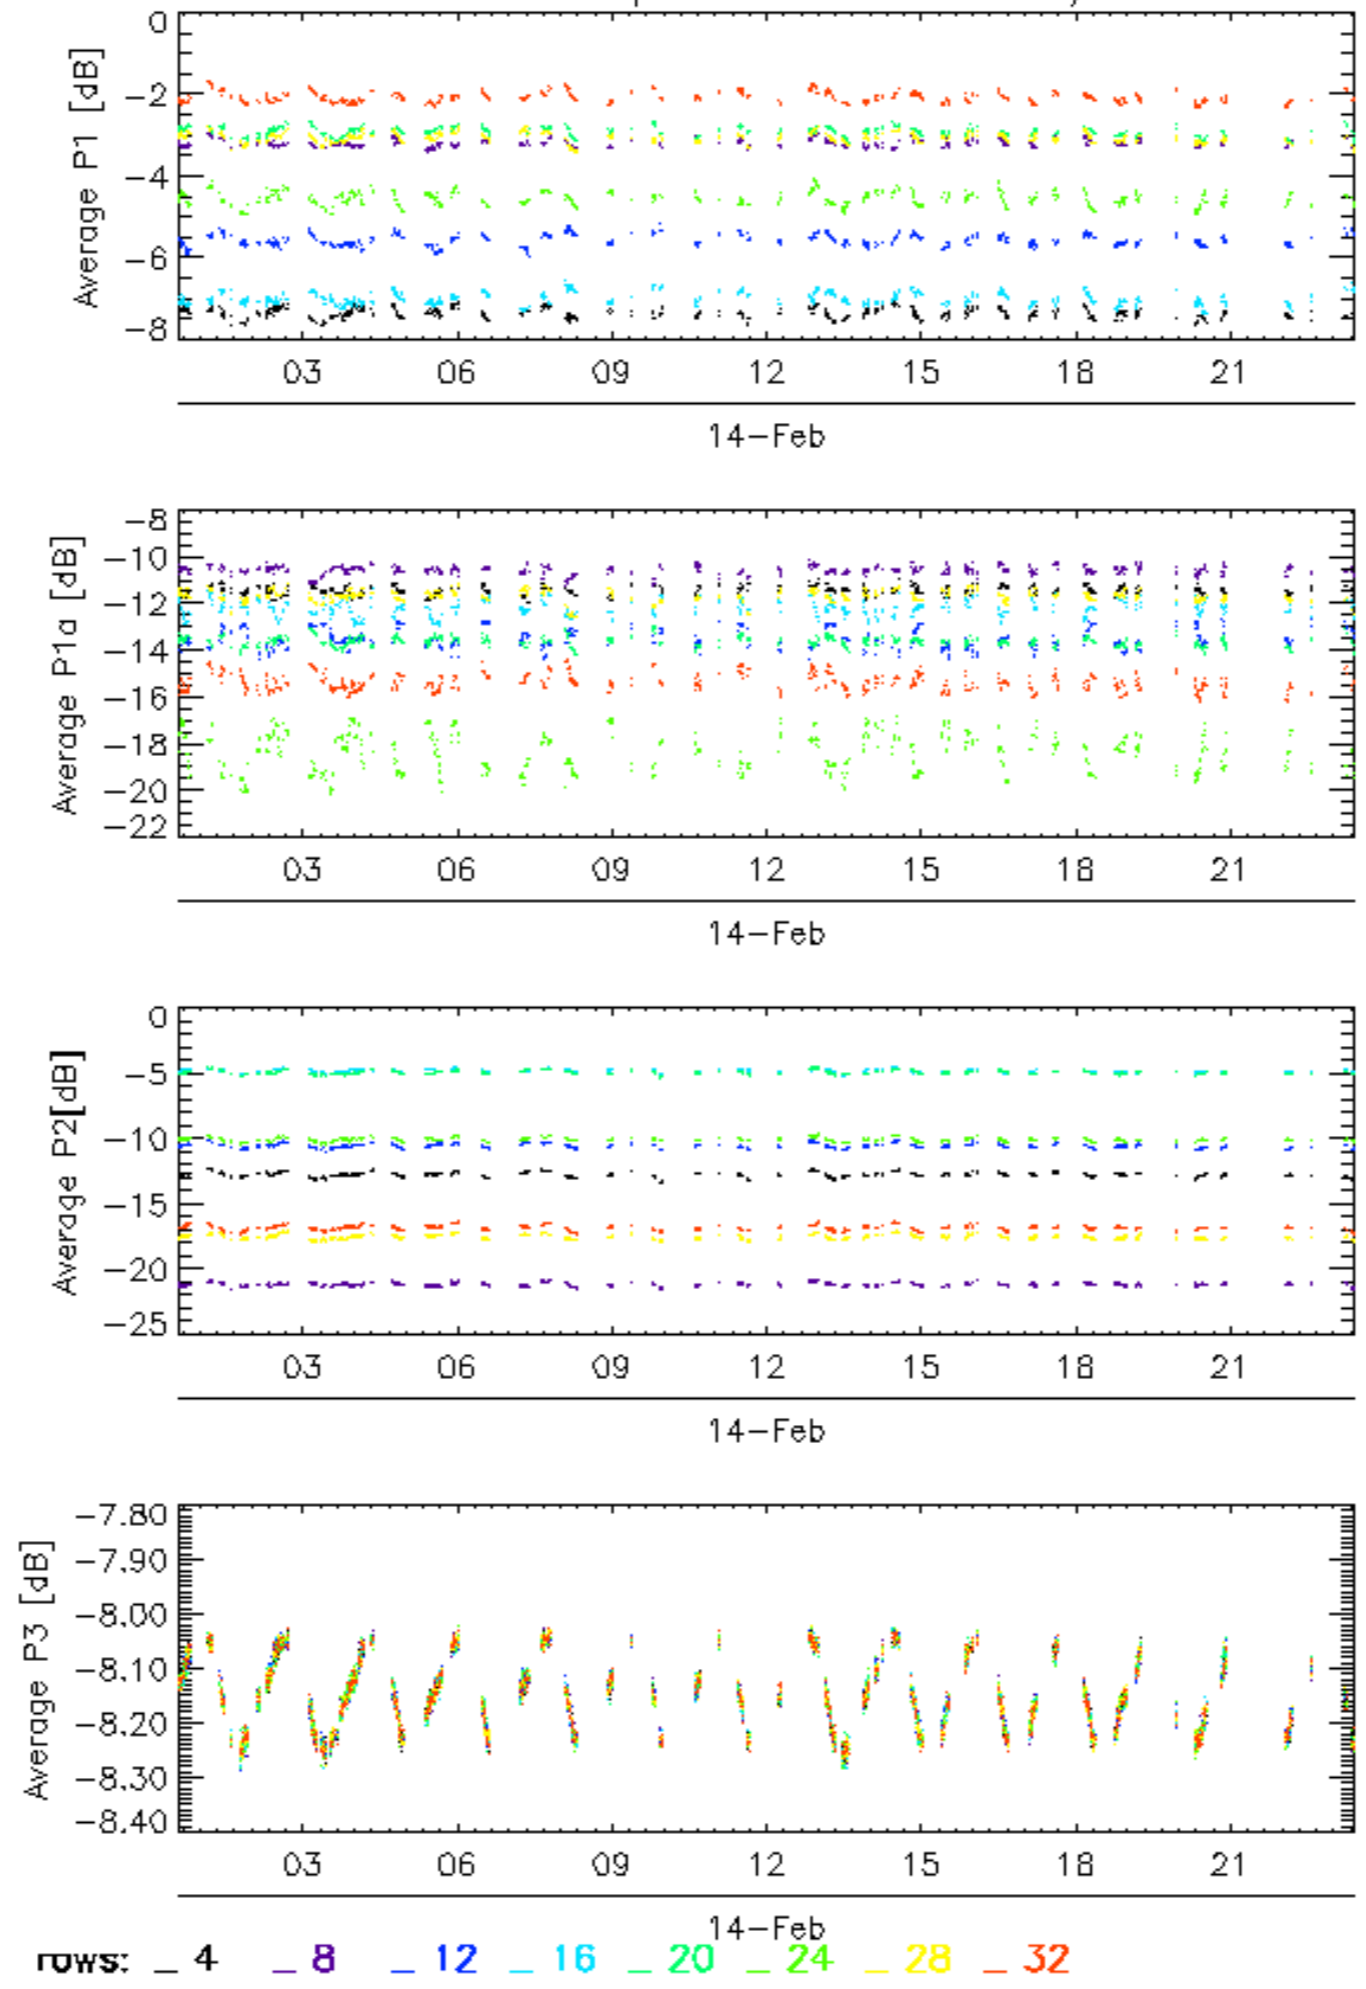 Average P1 [dB]
0
-2
-4
-6
-8
03 06 09 12 15 18 21
14-Feb
Average P1a [dB]
-8
-10
-12
-14
-16
-18
-20
-22
03 06 09 12 15 18 21
14-Feb
Average P2[dB]
0
-5
-10
-15
-20
-25
03 06 09 12 15 18 21
14-Feb
Average P3 [dB]
-7.80
-7.90
-8.00
-8.10
-8.20
-8.30
-8.40
03 06 09 12 15 18 21
14-Feb
rows: _ 4 _ 8 _ 12 _ 16 _ 20 _ 24 _ 28 _ 32